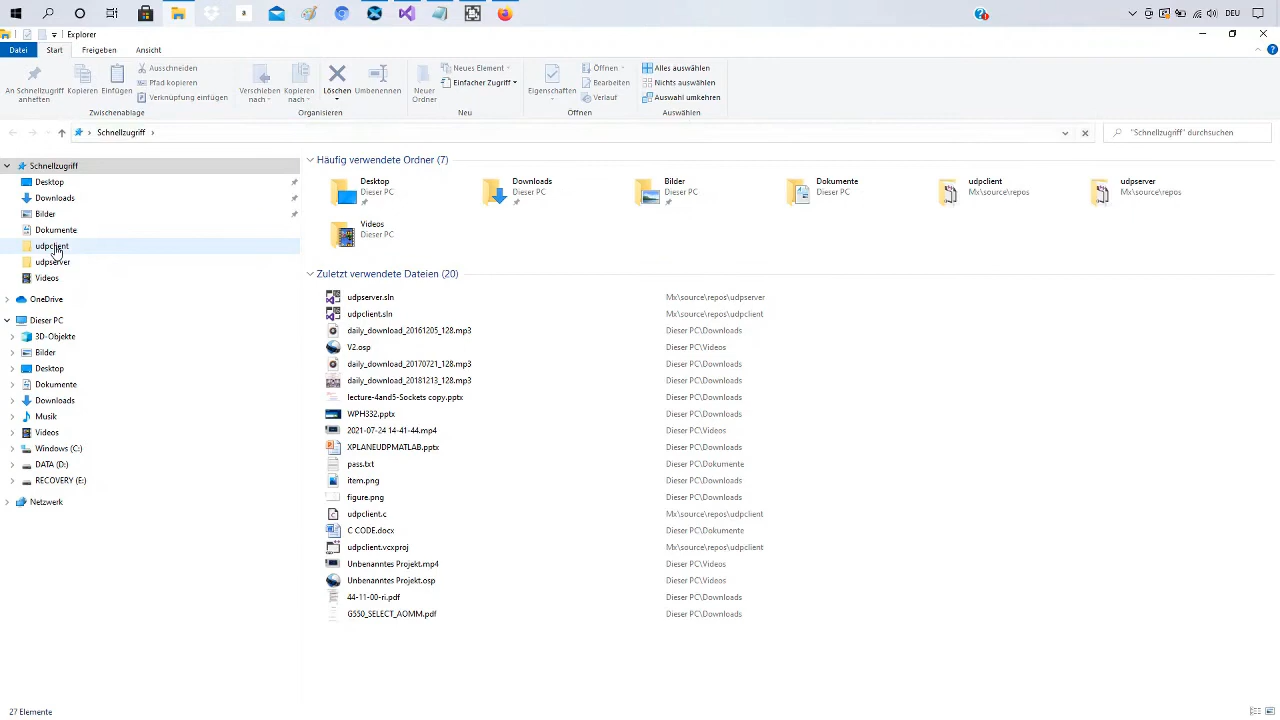 DEU
Explorer
Datei Start Freigeben Ansicht
An Schnellzugriff anheften
Kopieren
Einfügen
Ausschneiden
Pfad kopieren
Verknüpfung einfügen
Zwischenablage
Verschieben nach
Kopieren nach
Löschen
Umbenennen
Organisieren
Neuer Ordner
Neues Element
Einfacher Zugriff
Neu
Eigenschaften
Öffnen
Bearbeiten
Verlauf
Öffnen
Alles auswählen
Nichts auswählen
Auswahl umkehren
Auswählen
Schnellzugriff
"Schnellzugriff" durchsuchen
Schnellzugriff
Desktop
Downloads
Bilder
Dokumente
udpclient
udpserver
Videos
OneDrive
Dieser PC
3D-Objekte
Bilder
Desktop
Dokumente
Downloads
Musik
Videos
Windows (C:)
DATA (D:)
RECOVERY (E:)
Netzwerk
Häufig verwendete Ordner (7)
Desktop
Dieser PC
Downloads
Dieser PC
Bilder
Dieser PC
Dokumente
Dieser PC
udpclient
Mx\source\repos
udpserver
Mx\source\repos
Videos
Dieser PC
Zuletzt verwendete Dateien (20)
udpserver.sln Mx\source\repos\udpserver
udpclient.sln Mx\source\repos\udpclient
daily_download_20161205_128.mp3 Dieser PC\Downloads
V2.osp Dieser PC\Videos
daily_download_20170721_128.mp3 Dieser PC\Downloads
daily_download_20181213_128.mp3 Dieser PC\Downloads
lecture-4and5-Sockets copy.pptx Dieser PC\Downloads
WPH332.pptx Dieser PC\Downloads
2021-07-24 14-41-44.mp4 Dieser PC\Videos
XPLANEUDPMATLAB.pptx Dieser PC\Downloads
pass.txt Dieser PC\Dokumente
item.png Dieser PC\Downloads
figure.png Dieser PC\Downloads
udpclient.c Mx\source\repos\udpclient
C CODE.docx Dieser PC\Dokumente
udpclient.vcxproj Mx\source\repos\udpclient
Unbenanntes Projekt.mp4 Dieser PC\Videos
Unbenanntes Projekt.osp Dieser PC\Videos
44-11-00-ri.pdf Dieser PC\Downloads
G550_SELECT_AOMM.pdf Dieser PC\Downloads
27 Elemente